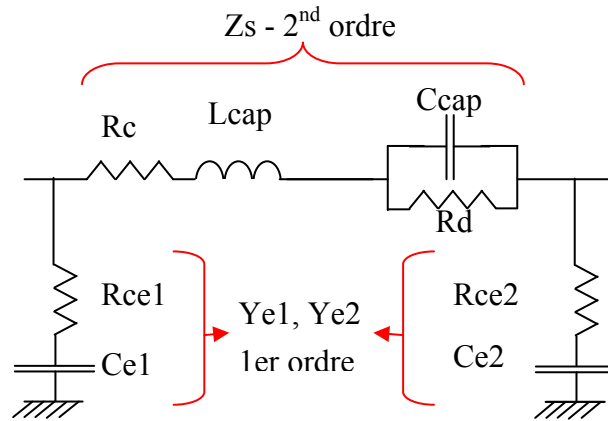 Zs - 2nd ordre
Ccap
Lcap
Rc
Rd
Rce1
Rce2
Ye1, Ye2
Ce1
1er ordre
Ce2